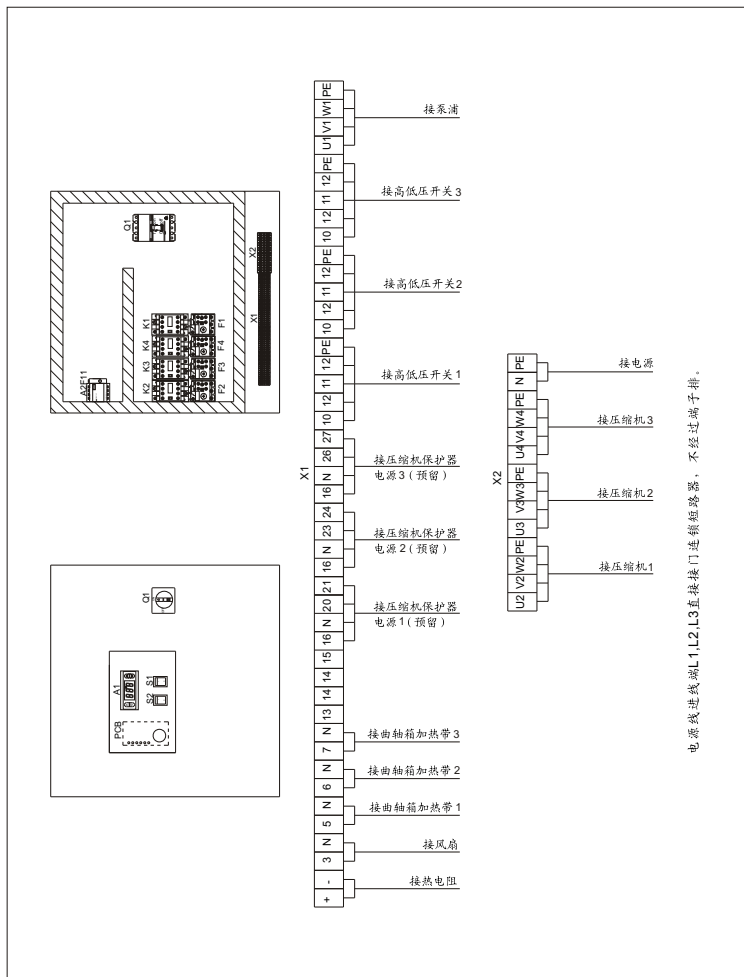 Q1
A2F11
K1
K4
K3
K2
F1
F4
F3
F2
X2
X1
Q1
A1
S1
S2
PCB
X1
PE
W1
V1
U1
PE
12
11
12
10
PE
12
11
12
10
PE
12
11
12
10
27
26
N
16
24
23
N
16
21
20
N
16
15
14
14
13
N
7
N
6
N
5
N
3
-
+
接泵浦
接高低压开关3
接高低压开关2
接高低压开关1
接压缩机保护器
电源3(预留)
接压缩机保护器
电源2(预留)
接压缩机保护器
电源1(预留)
接曲轴箱加热带3
接曲轴箱加热带2
接曲轴箱加热带1
接风扇
接热电阻
X2
PE
N
PE
W4
V4
U4
PE
W3
V3
U3
PE
W2
V2
U2
接电源
接压缩机3
接压缩机2
接压缩机1
电源线进线端L1,L2,L3直接接门连锁短路器，不经过端子排。